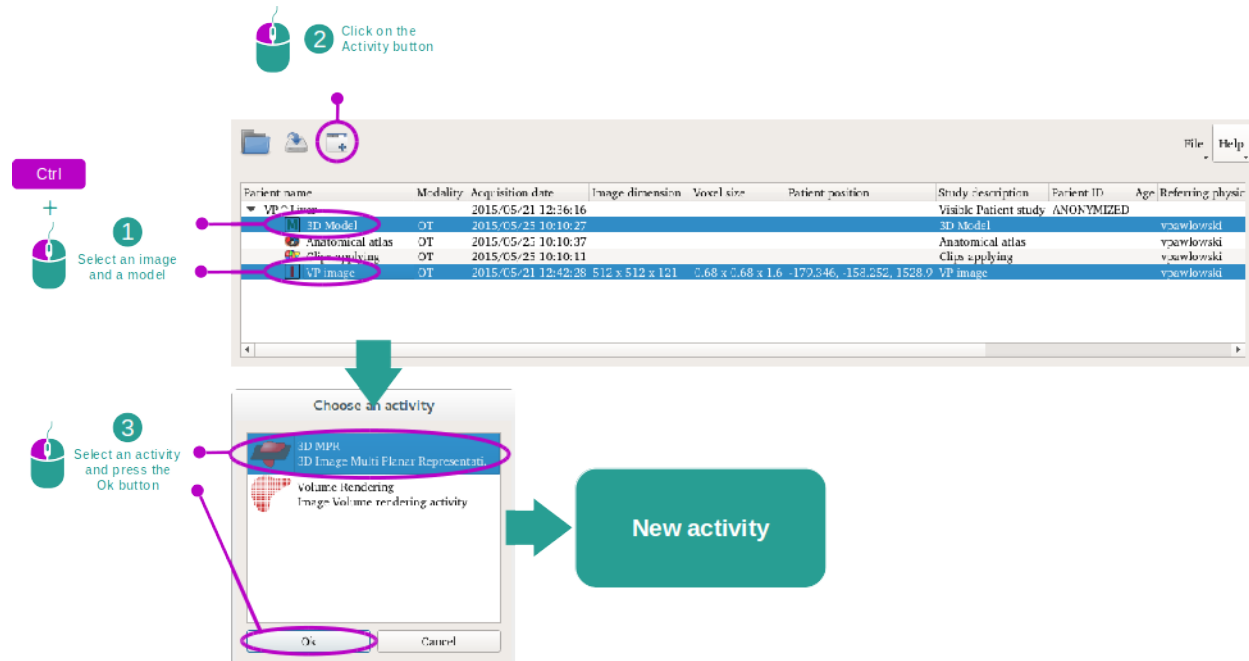 2 Click on the
Activity button
File Help
Ctrl
+
1
Select an image
and a model
Patient name Modality Acquisition date Image dimension Voxel size Patient position Study description Patient ID Age Referring physic
2015/05/21 12:36:16 Visible Patient study ANONYMIZED
3D Model OT 2015/05/25 10:10:27 3D Model vpawlowski
Anatomical atlas OT 2015/05/25 10:10:37 Anatomical atlas vpawlowski
Clips applying OT 2015/05/25 10:10:11 Clips applying vpawlowski
VP image OT 2015/05/21 12:42:28 512 x 512 x 121 0.68 x 0.68 x 1.6 -179.346, -158.252, 1528.9 VP image vpawlowski
Choose an activity
3
Select an activity
and press the
Ok button
3D MPR
3D Image Multi Planar Representati.
Volume Rendering
Image Volume rendering activity
New activity
Ok Cancel